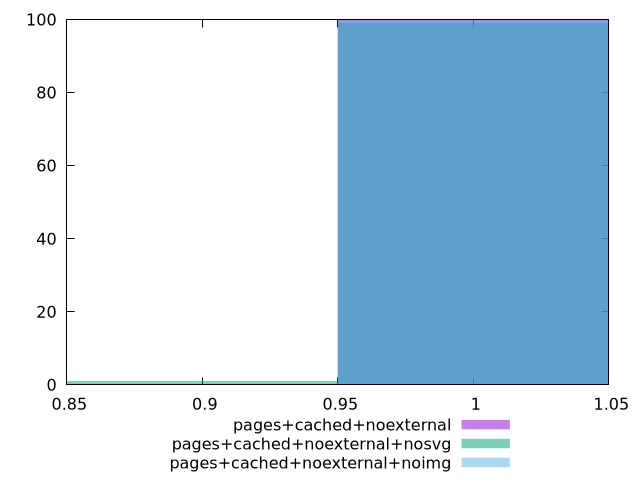 100
80
60
40
20
0
0.85 0.9 0.95 1 1.05
pages+cached+noexternal
pages+cached+noexternal+nosvg
pages+cached+noexternal+noimg